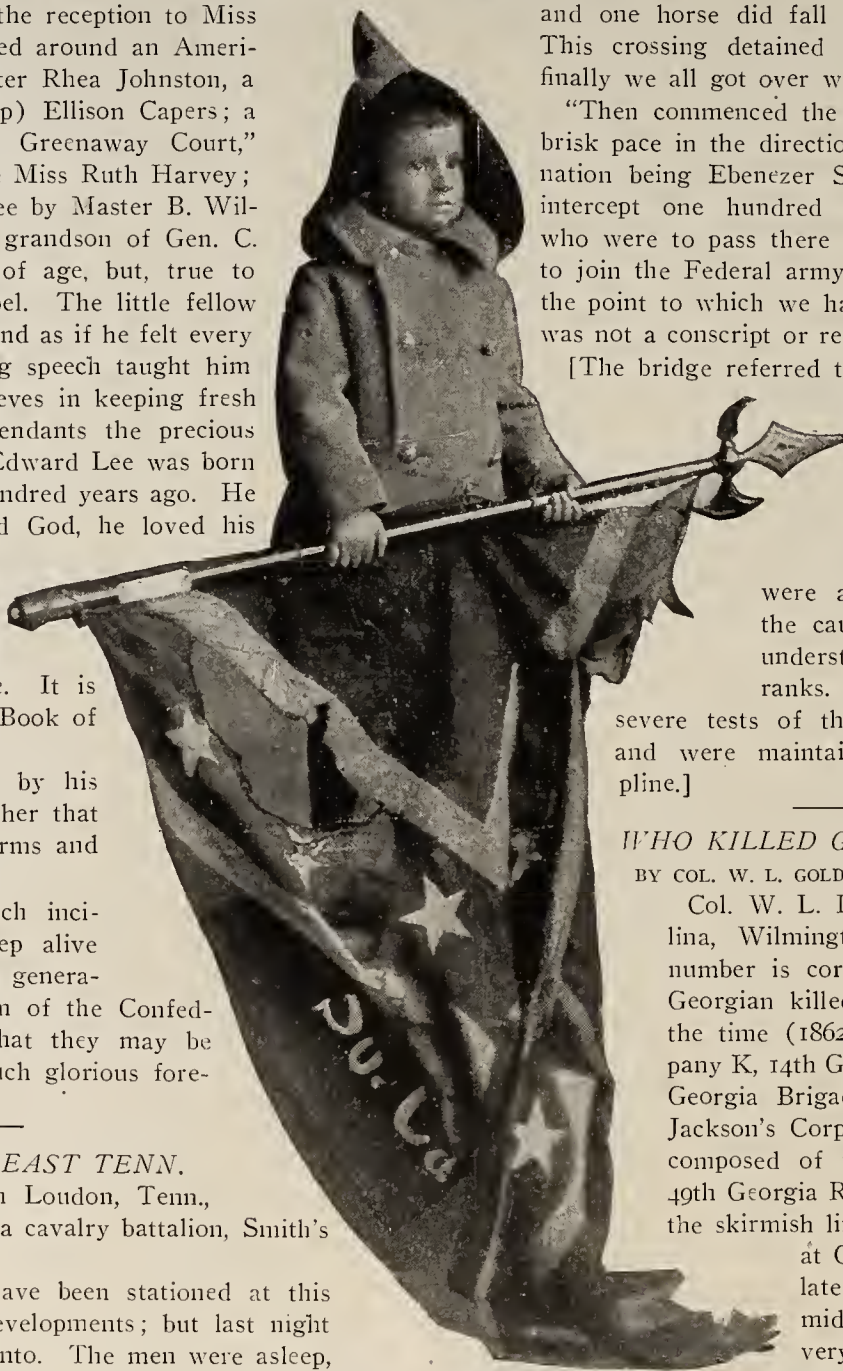 the reception to Miss
ed around an Ameri-
ter Rhea Johnston, a
p) Ellison Capers; a
Greenaway Court,"
Miss Ruth Harvey;
ee by Master B. Wil-
grandson of Gen. C.
of age, but, true to
bel. The little fellow
nd as if he felt every
g speech taught him
eves in keeping fresh
endants the precious
Edward Lee was born
ndred years ago. He
d God, he loved his
It is
Book of
by his
her that
rms and
ch inci-
ep alive
genera-
n of the Confed-
hat they may be
uch glorious fore-
EAST TENN.
n Loudon, Tenn.,
a cavalry battalion, Smith's
ave been stationed at this
evelopments; but last night
nto. The men were asleep,
and one horse did fall
This crossing detained
finally we all got over w
"Then commenced the
brisk pace in the directio
nation being Ebenezer S
intercept one hundred
who were to pass there
to join the Federal army
the point to which we ha
was not a conscript or re
[The bridge referred t
were a
the cau
underst
ranks.
severe tests of th
and were maintai
pline.]
WHO KILLED G
BY COL. W. L. GOLD
Col. W. L. I
lina, Wilmingt
number is cor
Georgian kille
the time (1862
pany K, 14th G
Georgia Briga
Jackson's Corp
composed of
49th Georgia R
the skirmish li
at C
late
mid
very